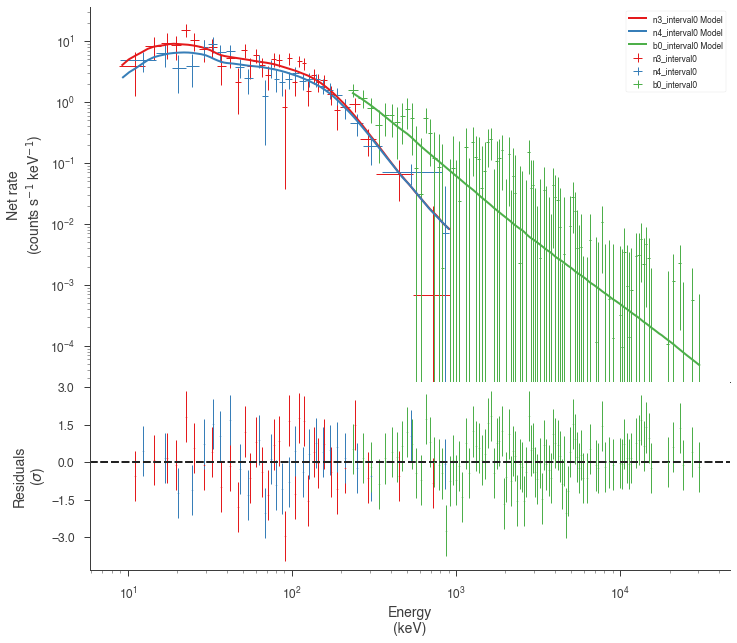 n3_interval0 Model
n4_interval0 Model
b0_interval0 Model
n3_interval0
n4_interval0
b0_interval0
Net rate
(counts s⁻¹ keV⁻¹)
10¹
10⁰
10⁻¹
10⁻²
10⁻³
10⁻⁴
Residuals
(σ)
3.0
1.5
0.0
−1.5
−3.0
10¹ 10² 10³ 10⁴
Energy
(keV)